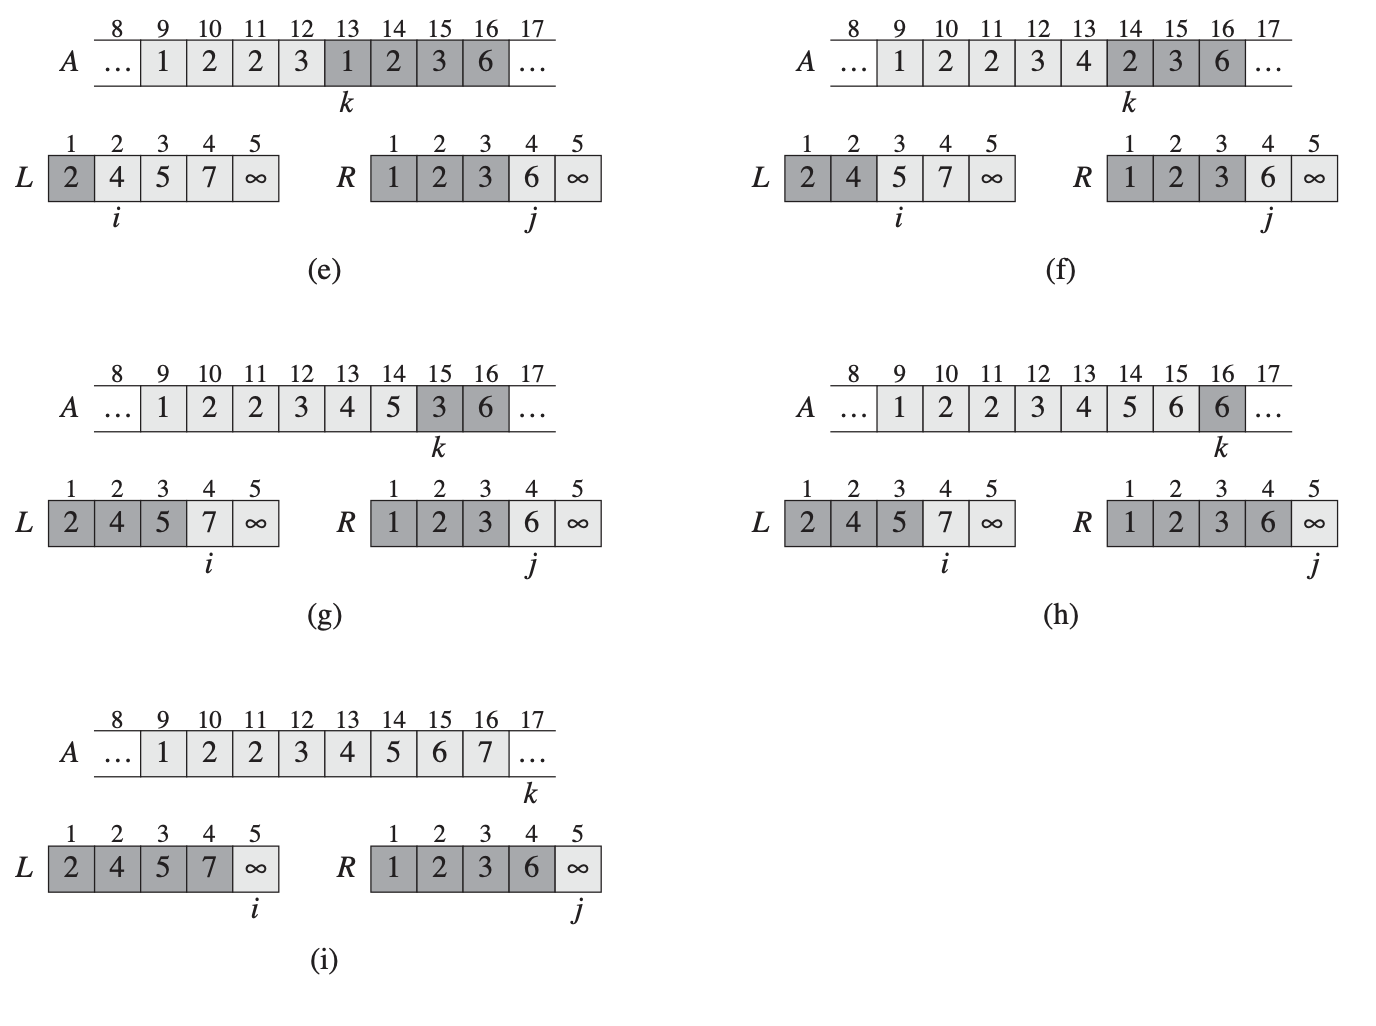 8 9 10 11 12 13 14 15 16 17
A … 1 2 2 3 1 2 3 6 …
k
1 2 3 4 5 1 2 3 4 5
L 2 4 5 7 ∞ R 1 2 3 6 ∞
i j
(e)
8 9 10 11 12 13 14 15 16 17
A … 1 2 2 3 4 2 3 6 …
k
1 2 3 4 5 1 2 3 4 5
L 2 4 5 7 ∞ R 1 2 3 6 ∞
i j
(f)
8 9 10 11 12 13 14 15 16 17
A … 1 2 2 3 4 5 3 6 …
k
1 2 3 4 5 1 2 3 4 5
L 2 4 5 7 ∞ R 1 2 3 6 ∞
i j
(g)
8 9 10 11 12 13 14 15 16 17
A … 1 2 2 3 4 5 6 6 …
k
1 2 3 4 5 1 2 3 4 5
L 2 4 5 7 ∞ R 1 2 3 6 ∞
i j
(h)
8 9 10 11 12 13 14 15 16 17
A … 1 2 2 3 4 5 6 7 …
k
1 2 3 4 5 1 2 3 4 5
L 2 4 5 7 ∞ R 1 2 3 6 ∞
i j
(i)